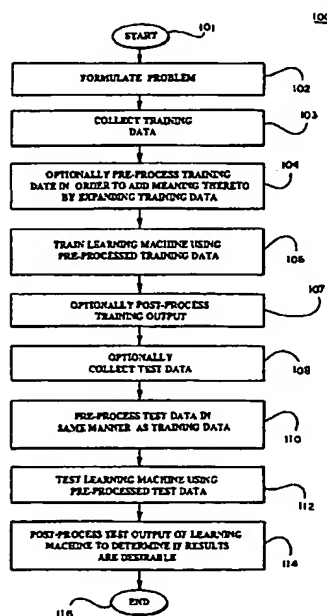 100
START
101
FORMULATE PROBLEM
102
COLLECT TRAINING
DATA
103
OPTIONALLY PRE-PROCESS TRAINING
DATE IN ORDER TO ADD MEANING THERETO
BY EXPANDING TRAINING DATA
104
TRAIN LEARNING MACHINE USING
PRE-PROCESSED TRAINING DATA
106
OPTIONALLY POST-PROCESS
TRAINING OUTPUT
107
OPTIONALLY
COLLECT TEST DATA
108
PRE-PROCESS TEST DATA IN
SAME MANNER AS TRAINING DATA
110
TEST LEARNING MACHINE USING
PRE-PROCESSED TEST DATA
112
POST-PROCESS TEST OUTPUT OF LEARNING
MACHINE TO DETERMINE IF RESULTS
ARE DESIRABLE
114
END
116